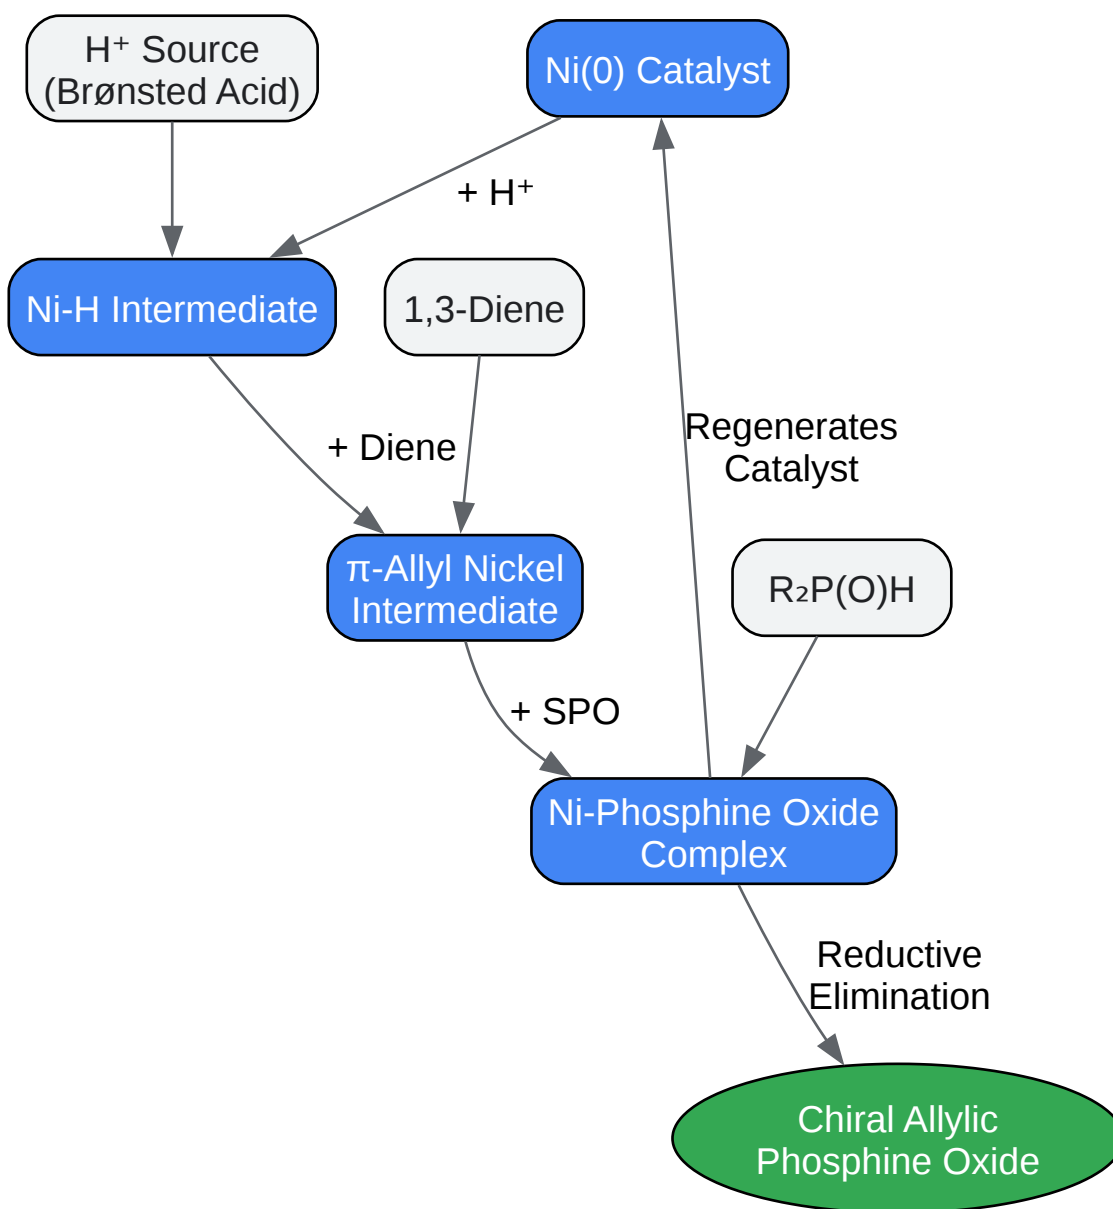 H⁺ Source
(Brønsted Acid)
Ni(0) Catalyst
+ H⁺
Ni-H Intermediate
1,3-Diene
+ Diene
Regenerates
Catalyst
π-Allyl Nickel
Intermediate
R₂P(O)H
+ SPO
Ni-Phosphine Oxide
Complex
Reductive
Elimination
Chiral Allylic
Phosphine Oxide